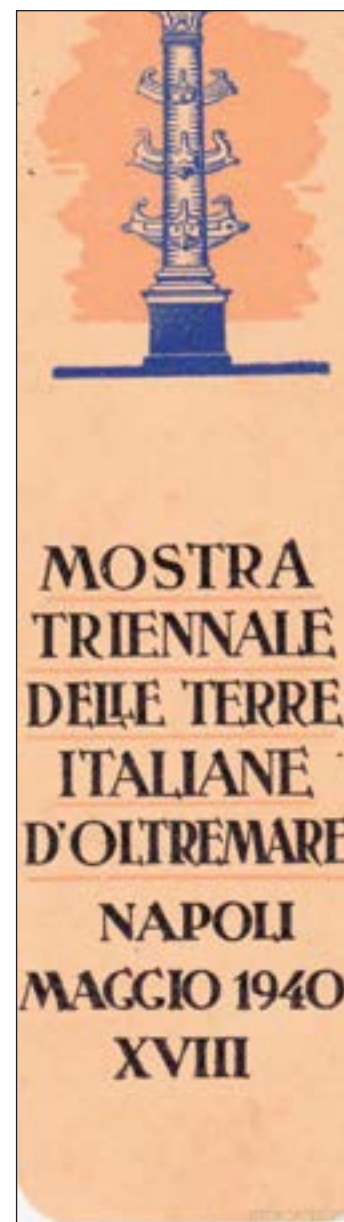 MOSTRA
TRIENNALE
DELLE TERRE
ITALIANE
D'OLTREMARE
NAPOLI
MAGGIO 1940
XVIII